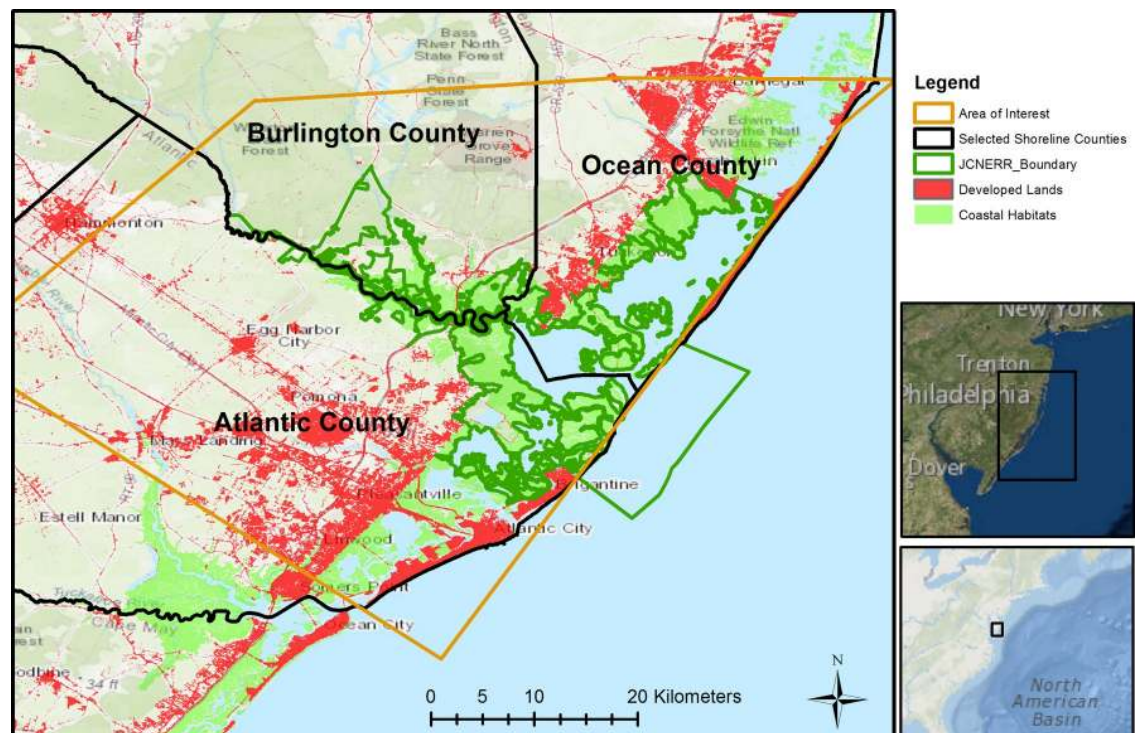 Bass
River North
State Forest
Penn
State
Forest
Barnegat
Edwin
Forsythe Natl
Wildlife Ref
Range
Forest
Atlantic
Burlington County
Ocean County
Hammonton
Egg Harbor
City
Pomona
Atlantic County
Pleasantville
Brigantine
Atlantic City
Estell Manor
Linwood
Somers Point
Cape May
Ocean City
34 ft
0 5 10 20 Kilometers
N
Legend
Area of Interest
Selected Shoreline Counties
JCNERR_Boundary
Developed Lands
Coastal Habitats
New York
Trenton
Philadelphia
Dover
North
American
Basin